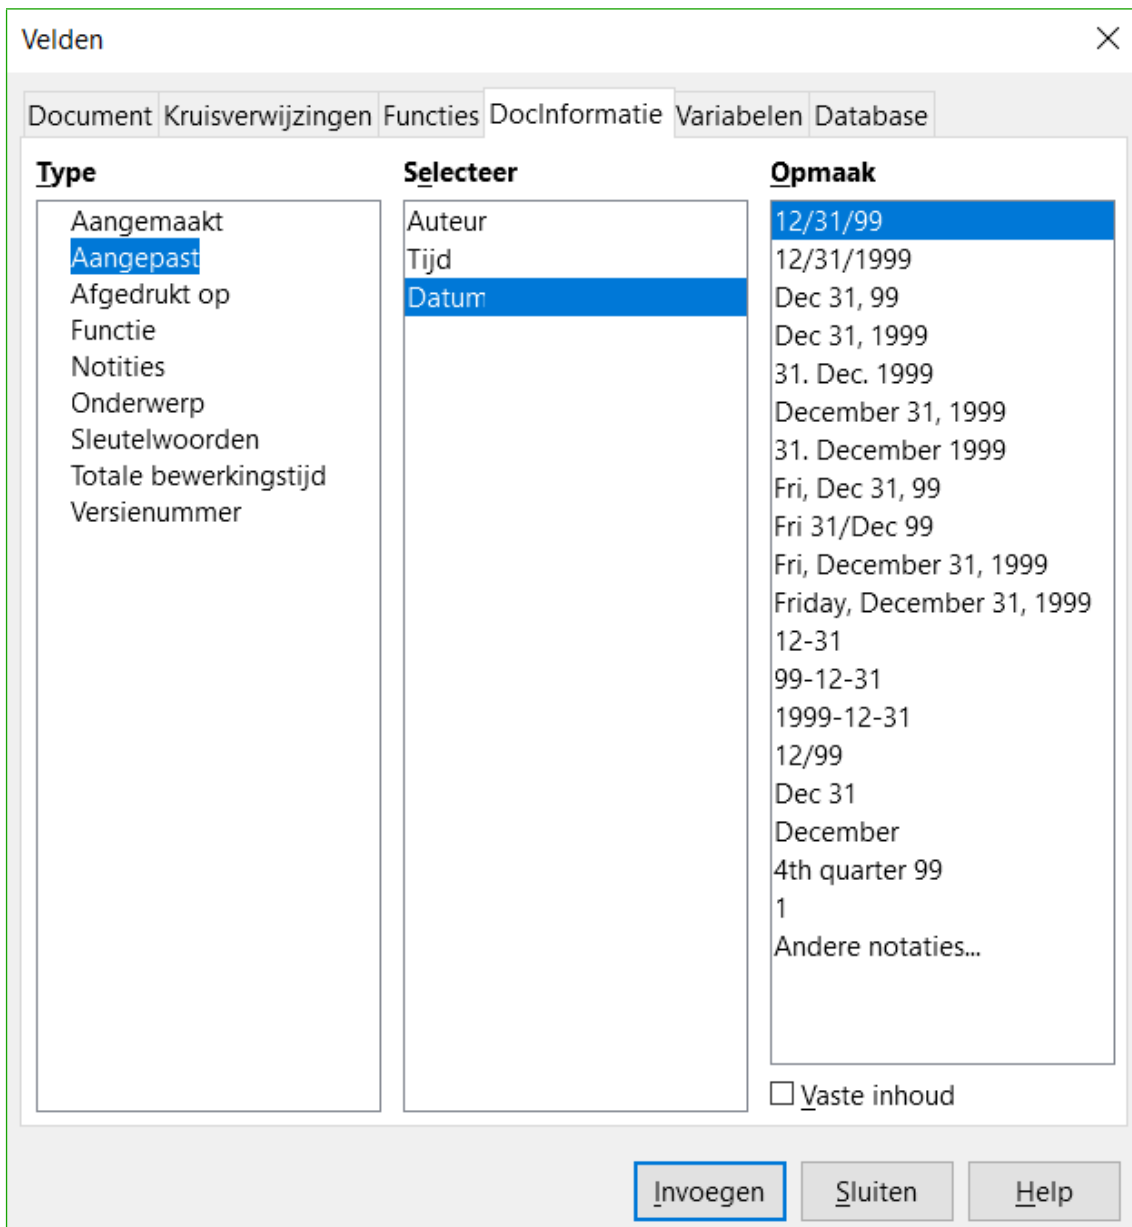 Velden
Document Kruisverwijzingen Functies DocInformatie Variabelen Database
Type
Aangemaakt
Aangepast
Afgedrukt op
Functie
Notities
Onderwerp
Sleutelwoorden
Totale bewerkingstijd
Versienummer
Selecteer
Auteur
Tijd
Datum
Opmaak
12/31/99
12/31/1999
Dec 31, 99
Dec 31, 1999
31. Dec. 1999
December 31, 1999
31. December 1999
Fri, Dec 31, 99
Fri 31/Dec 99
Fri, December 31, 1999
Friday, December 31, 1999
12-31
99-12-31
1999-12-31
12/99
Dec 31
December
4th quarter 99
1
Andere notaties...
Vaste inhoud
Invoegen Sluiten Help